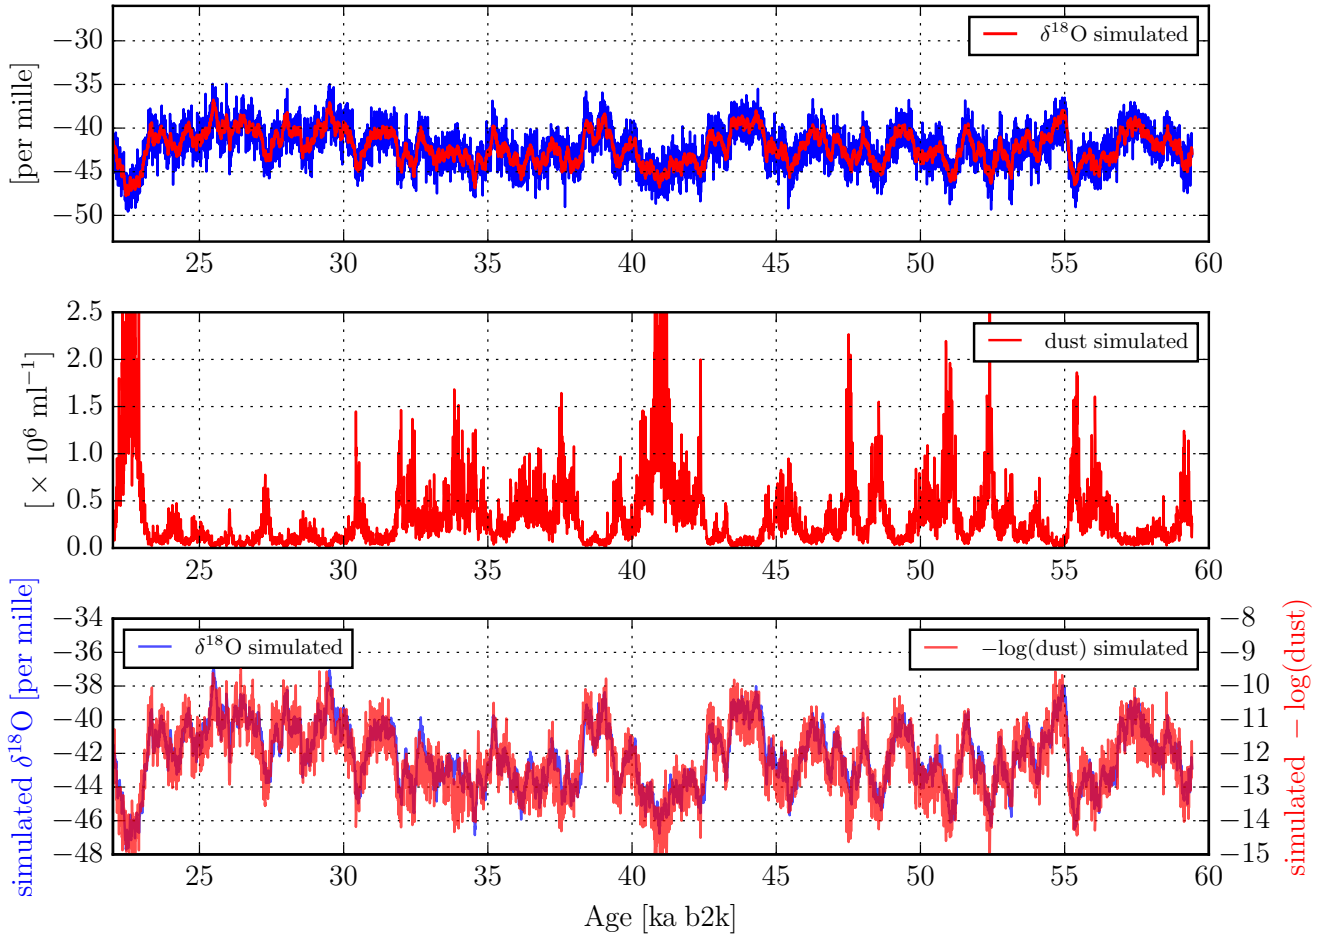 −30
−35
−40
−45
−50
[per mille]
δ¹⁸O simulated
25 30 35 40 45 50 55 60
2.5
2.0
1.5
1.0
0.5
0.0
[ × 10⁶ ml⁻¹]
dust simulated
25 30 35 40 45 50 55 60
−34
−36
−38
−40
−42
−44
−46
−48
simulated δ¹⁸O [per mille]
δ¹⁸O simulated
−log(dust) simulated
−8
−9
−10
−11
−12
−13
−14
−15
simulated − log(dust)
25 30 35 40 45 50 55 60
Age [ka b2k]